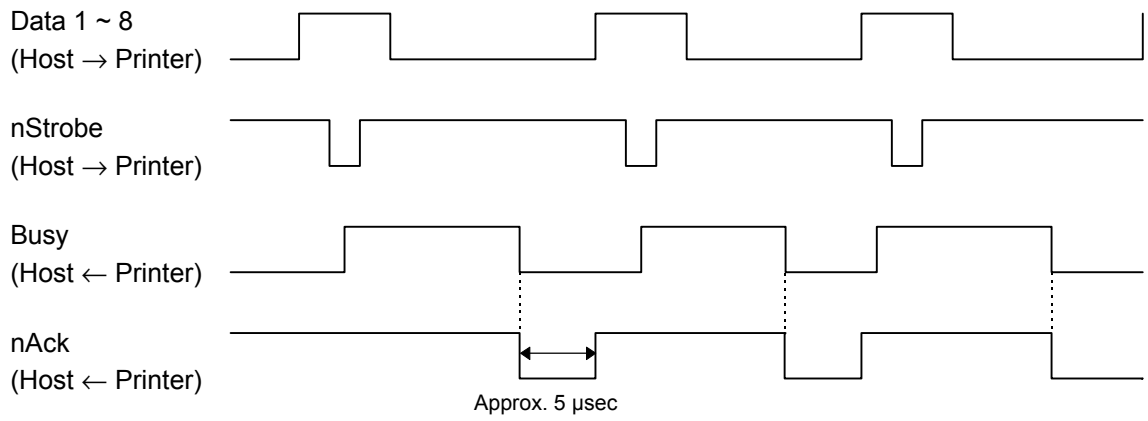 Data 1 ~ 8
(Host → Printer)
nStrobe
(Host → Printer)
Busy
(Host ← Printer)
nAck
(Host ← Printer)
Approx. 5 μsec